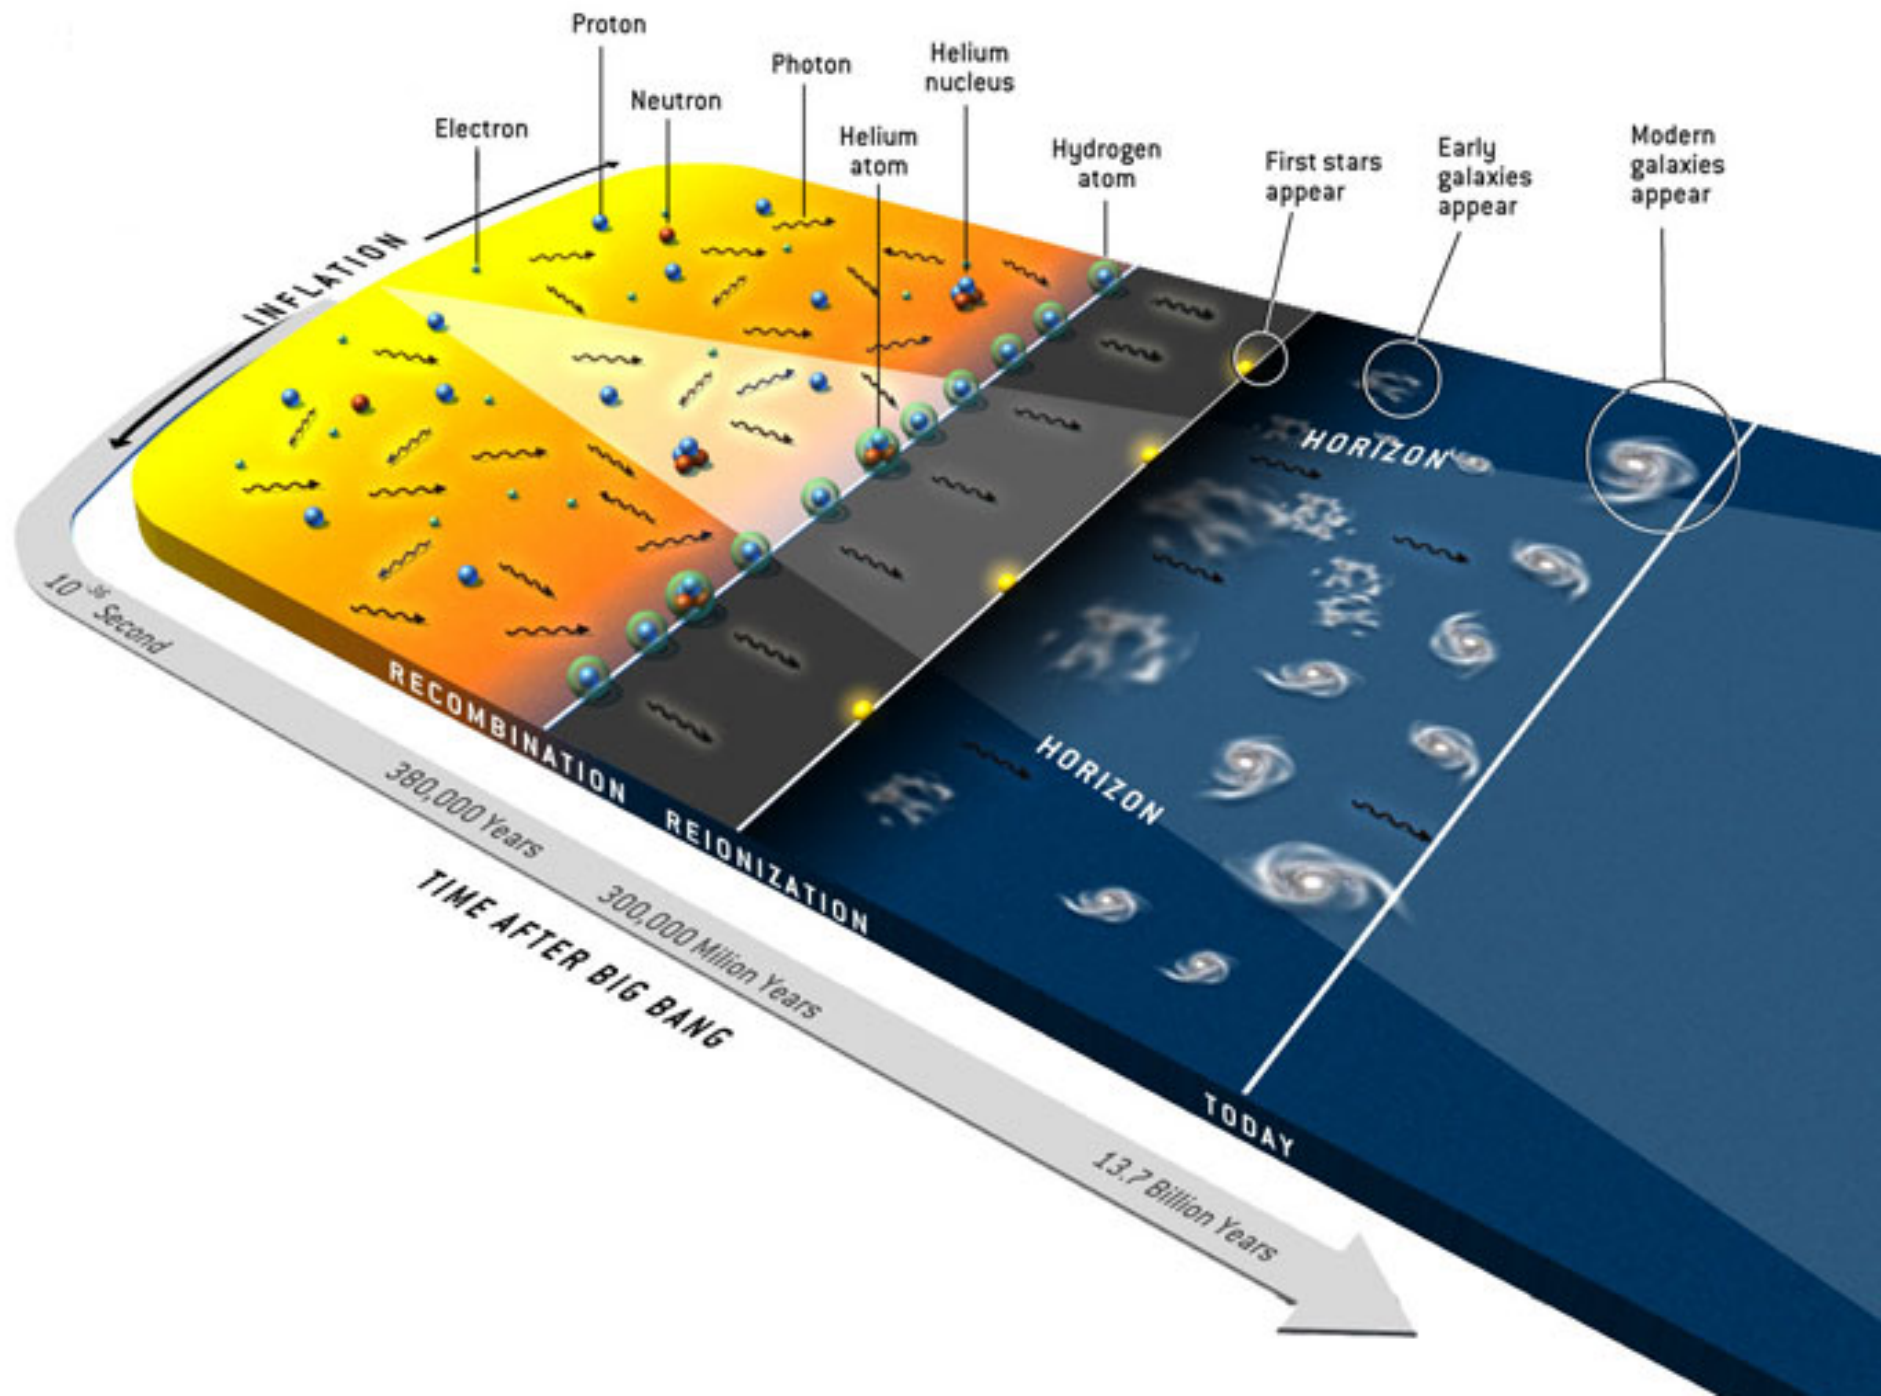 Proton
Photon
Helium
nucleus
Neutron
Electron
Helium
atom
Hydrogen
atom
First stars
appear
Early
galaxies
appear
Modern
galaxies
appear
INFLATION
HORIZON
HORIZON
10⁻³⁶ Second
RECOMBINATION
380,000 Years
REIONIZATION
300,000 Milion Years
TIME AFTER BIG BANG
TODAY
13.7 Billion Years